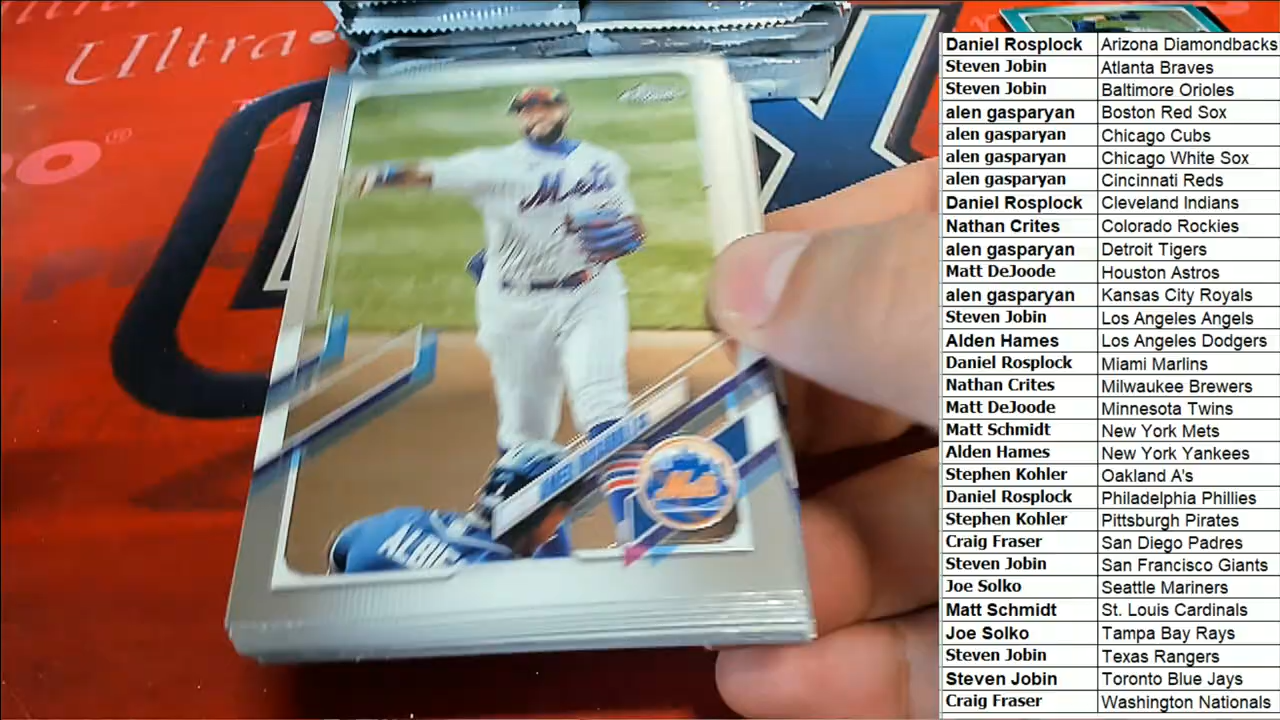 Ultra
RO®
Mets
ALBIE
Mets
Daniel Rosplock Arizona Diamondbacks
Steven Jobin Atlanta Braves
Steven Jobin Baltimore Orioles
alen gasparyan Boston Red Sox
alen gasparyan Chicago Cubs
alen gasparyan Chicago White Sox
alen gasparyan Cincinnati Reds
Daniel Rosplock Cleveland Indians
Nathan Crites Colorado Rockies
alen gasparyan Detroit Tigers
Matt DeJoode Houston Astros
alen gasparyan Kansas City Royals
Steven Jobin Los Angeles Angels
Alden Hames Los Angeles Dodgers
Daniel Rosplock Miami Marlins
Nathan Crites Milwaukee Brewers
Matt DeJoode Minnesota Twins
Matt Schmidt New York Mets
Alden Hames New York Yankees
Stephen Kohler Oakland A's
Daniel Rosplock Philadelphia Phillies
Stephen Kohler Pittsburgh Pirates
Craig Fraser San Diego Padres
Steven Jobin San Francisco Giants
Joe Solko Seattle Mariners
Matt Schmidt St. Louis Cardinals
Joe Solko Tampa Bay Rays
Steven Jobin Texas Rangers
Steven Jobin Toronto Blue Jays
Craig Fraser Washington Nationals